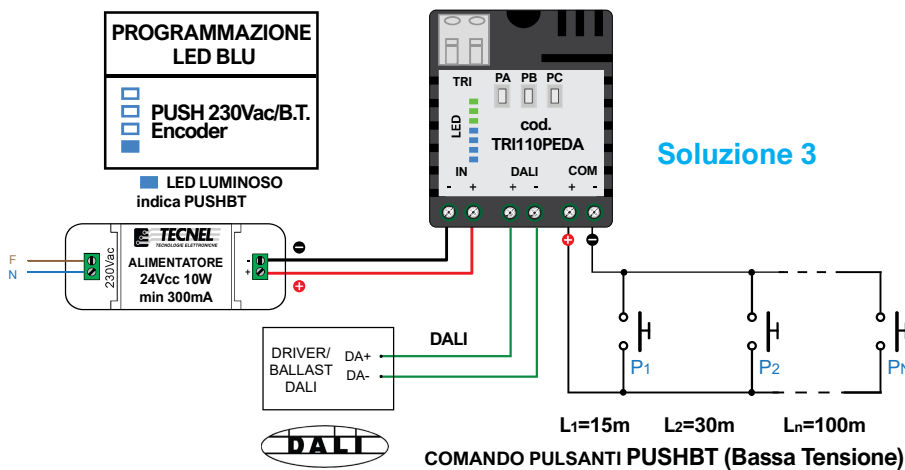 PROGRAMMAZIONE
LED BLU
PUSH 230Vac/B.T.
Encoder
LED LUMINOSO
indica PUSHBT
TRI
PA PB PC
LED
cod.
TRI110PEDA
IN DALI COM
- + + - + -
Soluzione 3
F
N
230Vac
TECNEL
TECNOLOGIE ELETTRONICHE
ALIMENTATORE
24Vcc 10W
min 300mA
-
+
DRIVER/
BALLAST
DALI
DA+
DA-
DALI
DALI
P1
P2
PN
L1=15m L2=30m Ln=100m
COMANDO PULSANTI PUSHBT (Bassa Tensione)